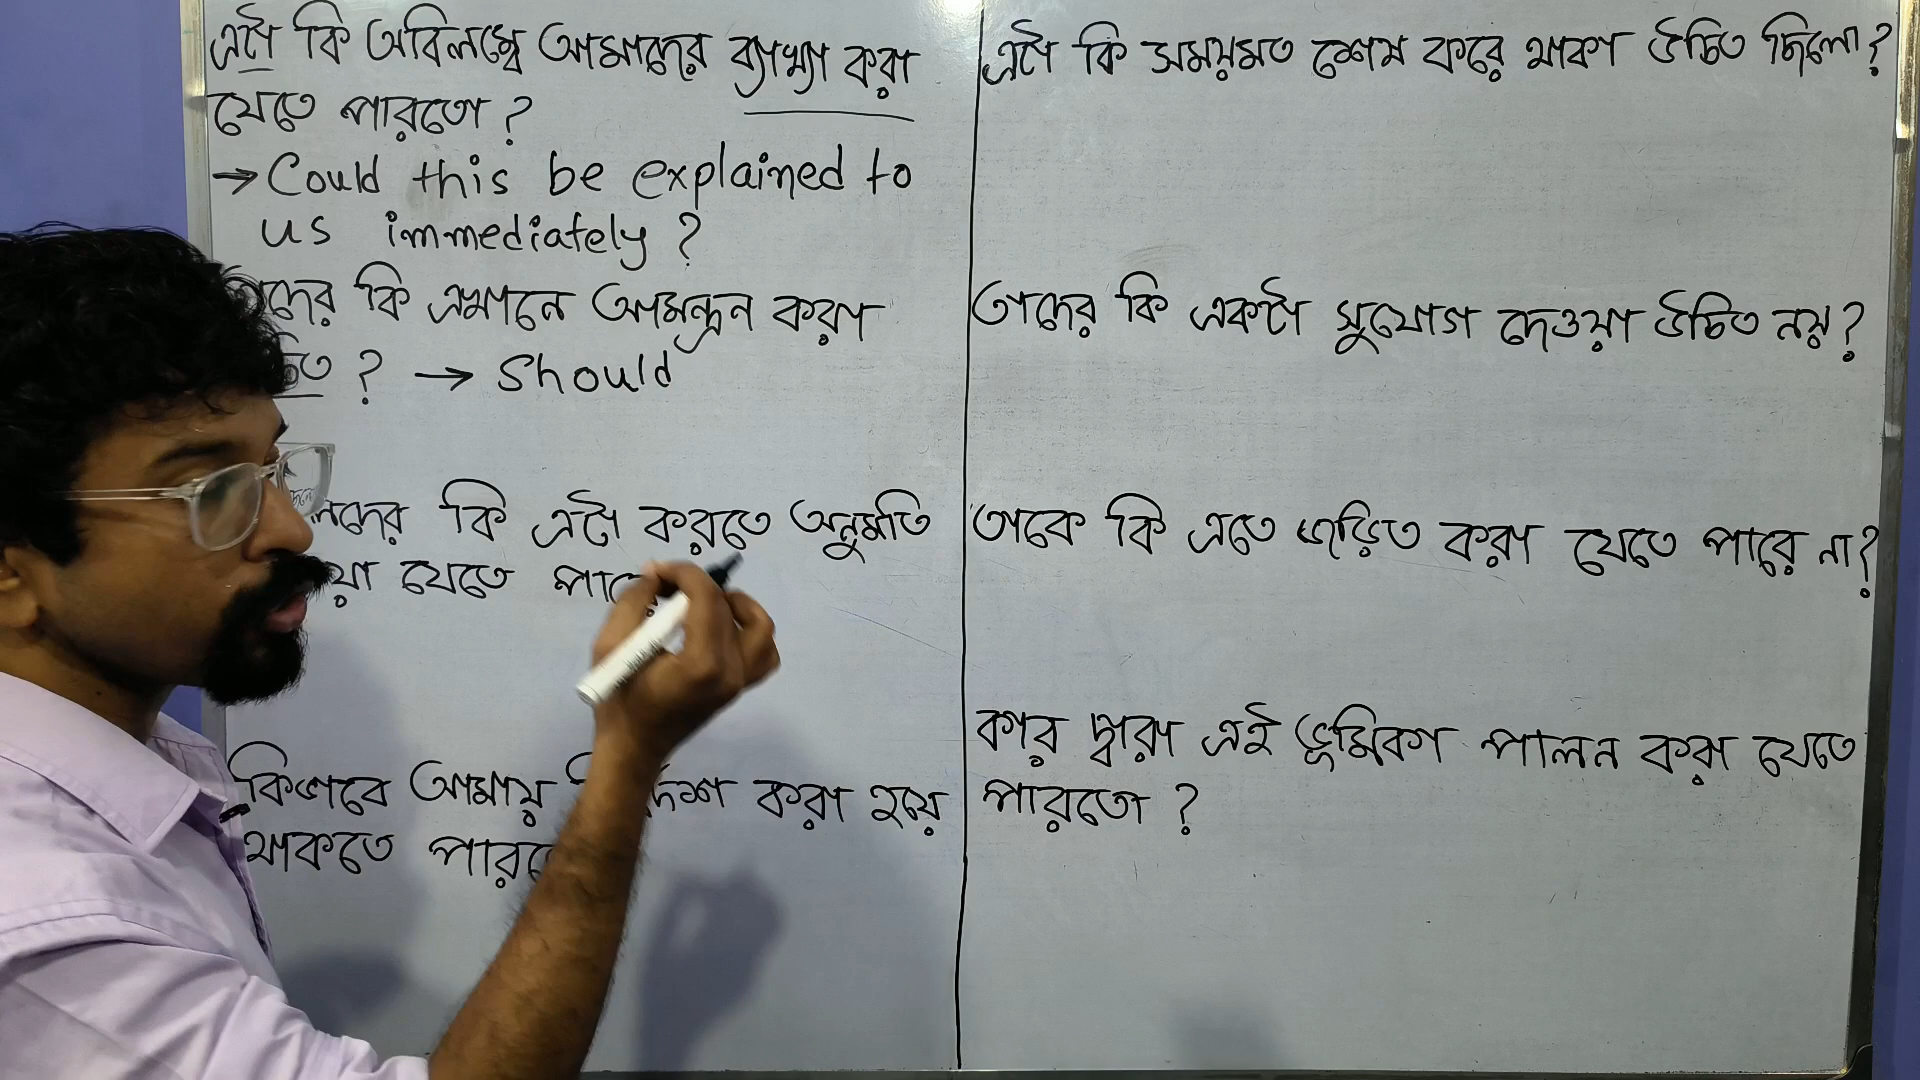 এটা কি অবিলম্বে আমাদের ব্যাখ্যা করা
যেতে পারতো ?
→ Could this be explained to
us immediately ?
কি এখানে আমন্ত্রন করা
? → Should
কি এটা করতে অনুমতি
যেতে
কিভাবে আমায় করা হয়ে
থাকতে
এটা কি সময়মত শেষ করে থাকা উচিত ছিলো ?
তাদের কি একটা সুযোগ দেওয়া উচিত নয় ?
তাকে কি এতে জড়িত করা যেতে পারে না ?
কার দ্বারা এই ভূমিকা পালন করা যেতে
পারতো ?